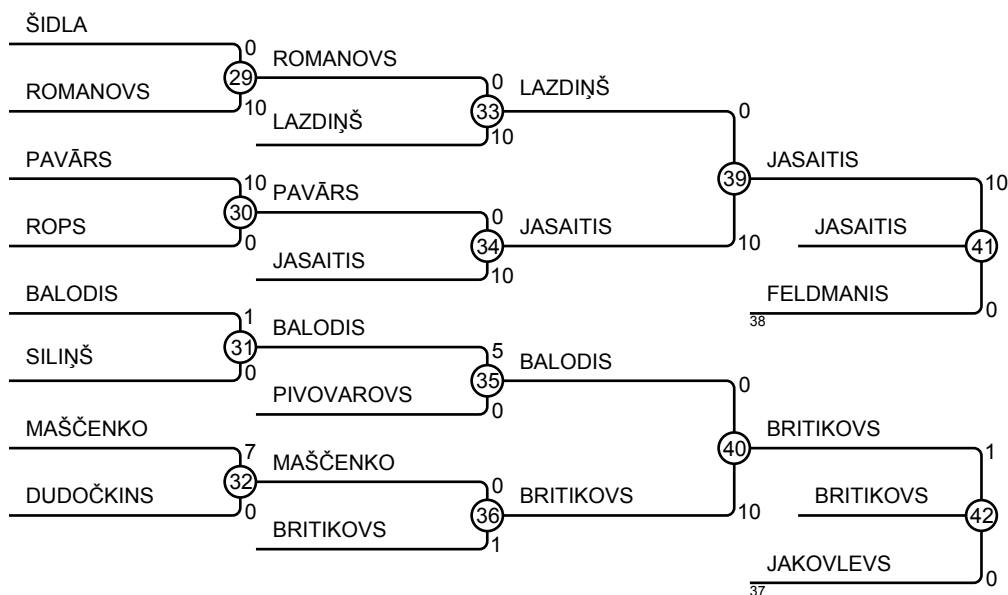 ŠIDLA
0
29
ROMANOVS
0
ROMANOVS
10
LAZDIŅŠ
33
LAZDIŅŠ
10
0
PAVĀRS
10
39
JASAITIS
10
30
PAVĀRS
0
ROPS
0
34
JASAITIS
10
JASAITIS
41
JASAITIS
10
BALODIS
1
FELDMANIS
38
0
31
BALODIS
5
SILIŅŠ
0
35
BALODIS
0
PIVOVAROVS
0
MAŠČENKO
7
40
BRITIKOVS
1
32
MAŠČENKO
0
DUDOČKINS
0
36
BRITIKOVS
10
BRITIKOVS
42
BRITIKOVS
1
JAKOVLEVS
37
0